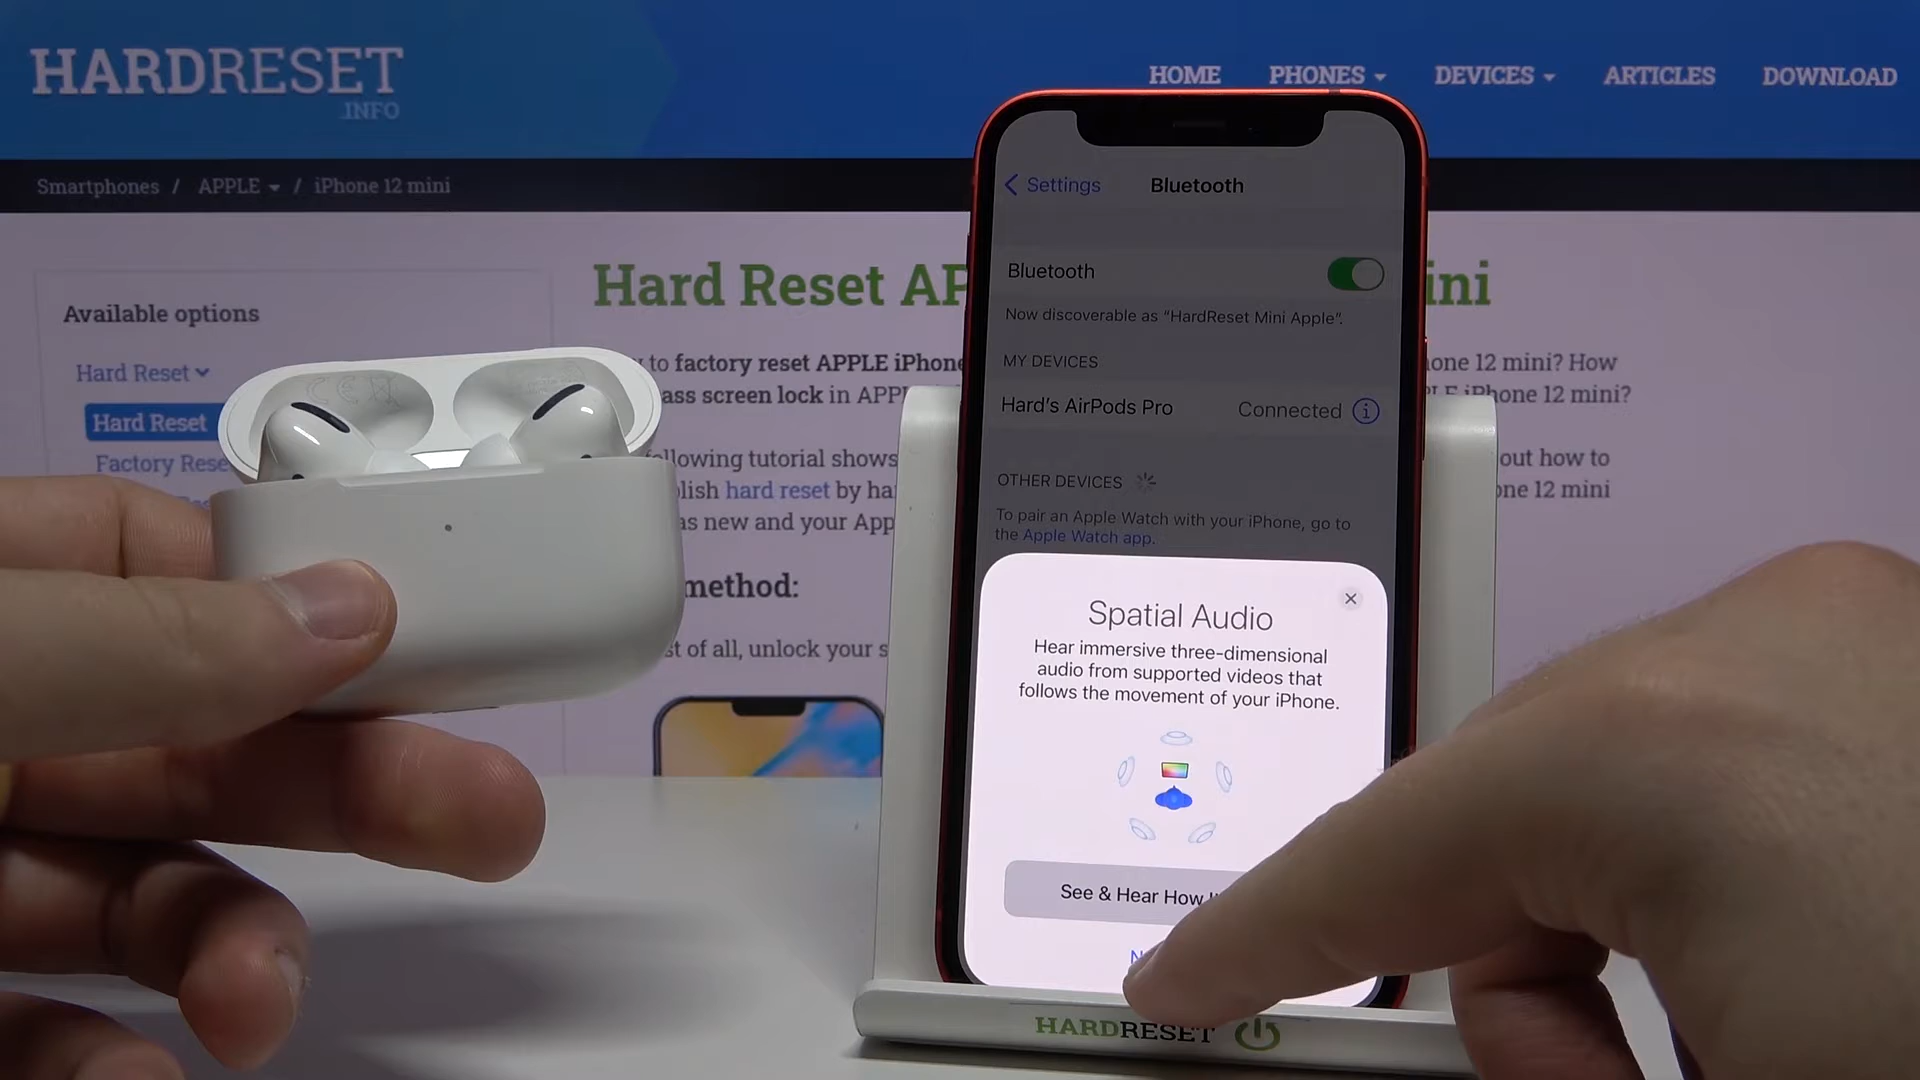 HARDRESET
.INFO
HOME PHONES DEVICES ARTICLES DOWNLOAD
Smartphones / APPLE / iPhone 12 mini
Available options
Hard Reset
Hard Reset
Factory Rese
Hard Reset AP
ini
to factory reset APPLE iPhone
one 12 mini? How
ass screen lock in APP
iPhone 12 mini?
llowing tutorial shows
out how to
lish hard reset by ha
one 12 mini
as new and your App
method:
st of all, unlock your s
Settings
Bluetooth
Bluetooth
Now discoverable as “HardReset Mini Apple”.
MY DEVICES
Hard’s AirPods Pro Connected i
OTHER DEVICES
To pair an Apple Watch with your iPhone, go to
the Apple Watch app.
Spatial Audio
Hear immersive three-dimensional
audio from supported videos that
follows the movement of your iPhone.
See & Hear How
HARDRESET